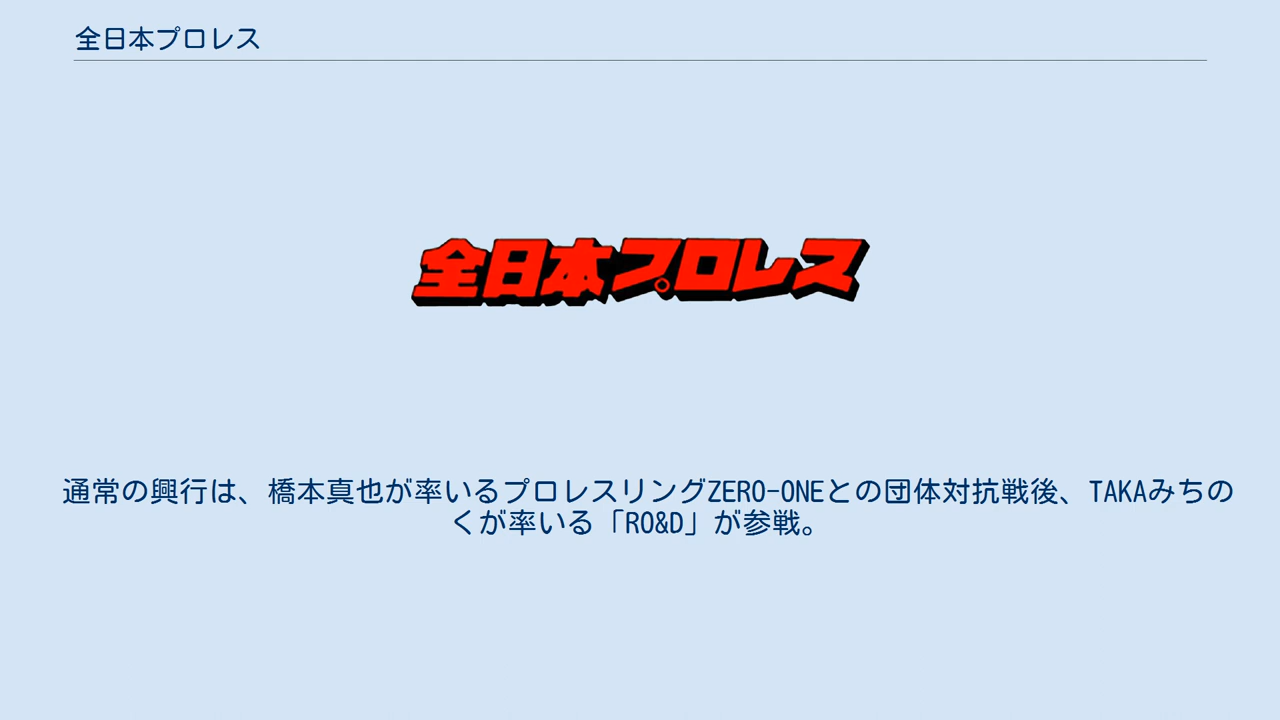 全日本プロレス
全日本プロレス
通常の興行は、橋本真也が率いるプロレスリングZERO-ONEとの団体対抗戦後、TAKAみちの
くが率いる「RO&D」が参戦。